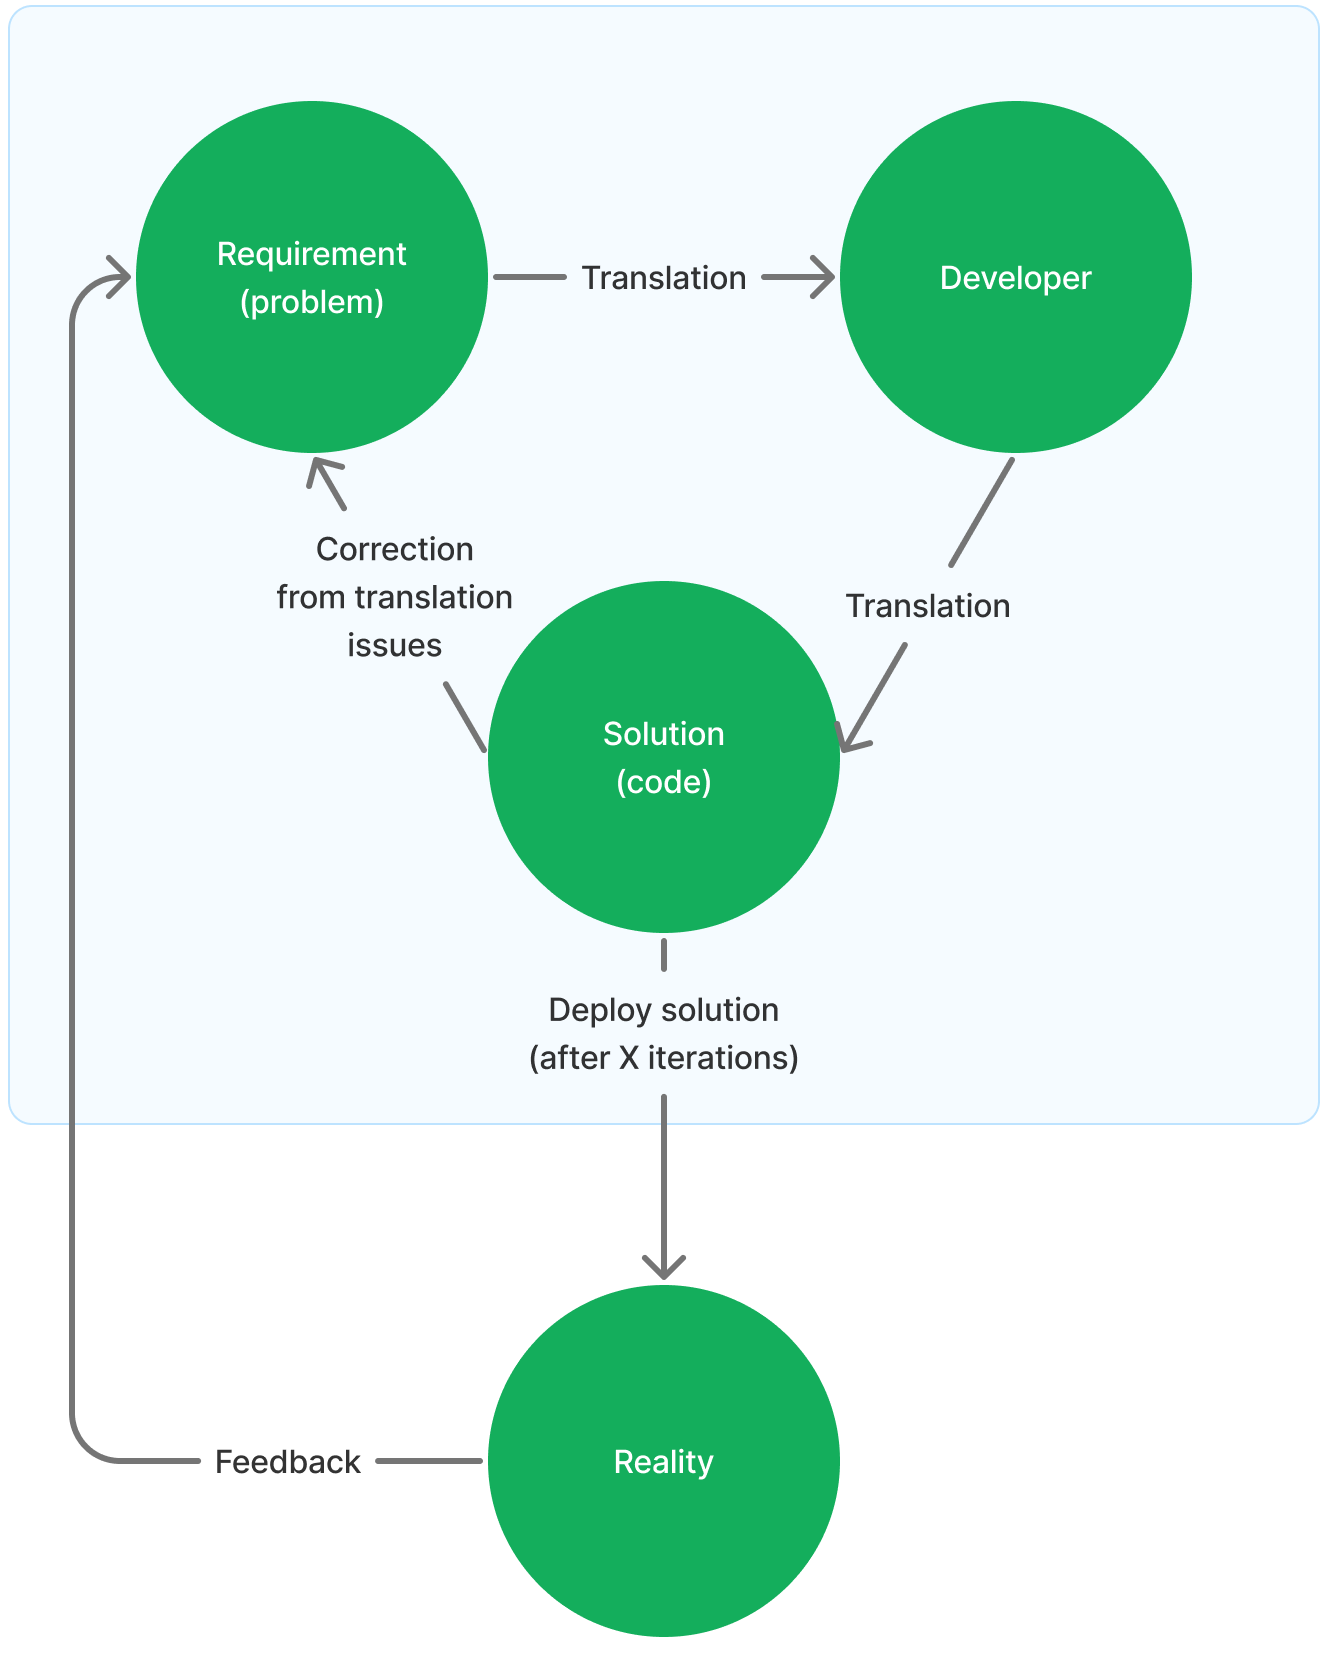 Requirement
(problem)
Translation
Developer
Correction
from translation
issues
Translation
Solution
(code)
Deploy solution
(after X iterations)
Feedback
Reality